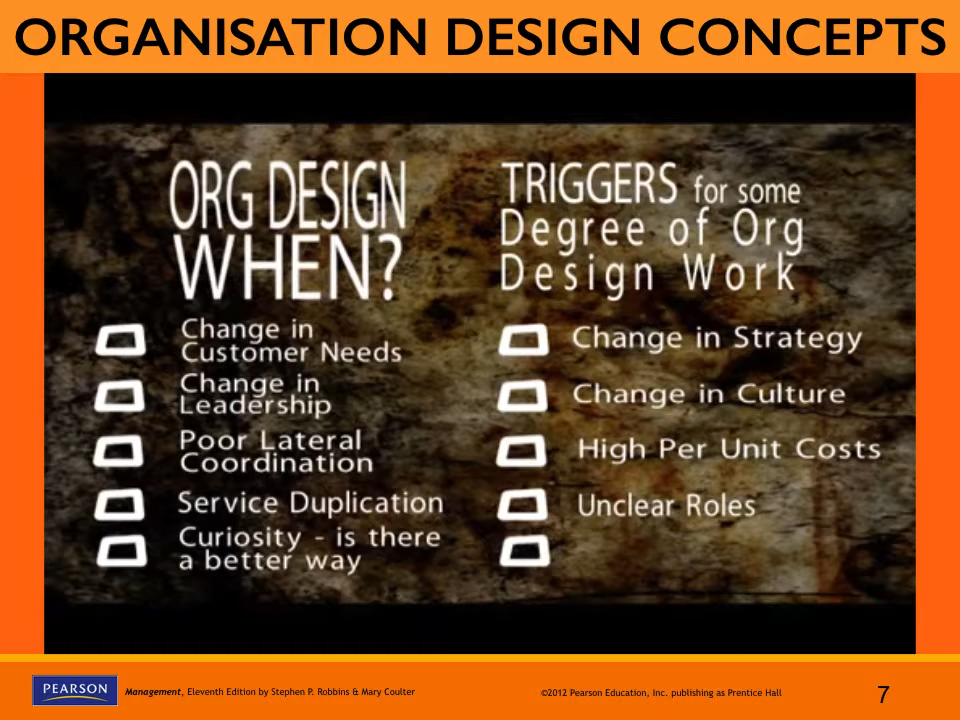 ORGANISATION DESIGN CONCEPTS
ORG DESIGN
WHEN?
Change in
Customer Needs
Change in
Leadership
Poor Lateral
Coordination
Service Duplication
Curiosity - is there
a better way
TRIGGERS for some
Degree of Org
Design Work
Change in Strategy
Change in Culture
High Per Unit Costs
Unclear Roles
PEARSON
Management, Eleventh Edition by Stephen P. Robbins & Mary Coulter
©2012 Pearson Education, Inc. publishing as Prentice Hall
7